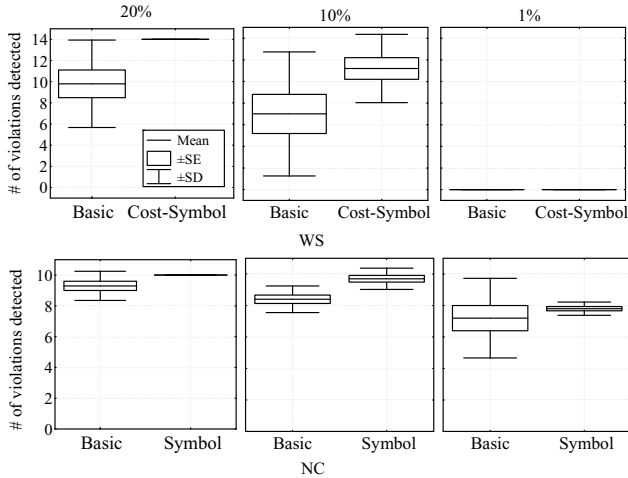 20% 10% 1%
# of violations detected
14
12
10
8
6
4
2
0
Mean
±SE
±SD
Basic Cost-Symbol Basic Cost-Symbol Basic Cost-Symbol
WS
# of violations detected
10
8
6
4
2
0
Basic Symbol Basic Symbol Basic Symbol
NC